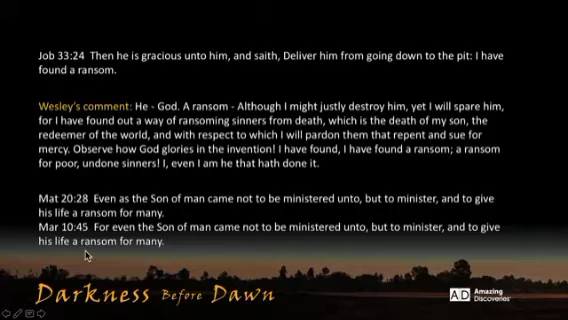 Job 33:24  Then he is gracious unto him, and saith, Deliver him from going down to the pit: I have
found a ransom.
Wesley's comment: He - God. A ransom - Although I might justly destroy him, yet I will spare him,
for I have found out a way of ransoming sinners from death, which is the death of my son, the
redeemer of the world, and with respect to which I will pardon them that repent and sue for
mercy. Observe how God glories in the invention! I have found, I have found a ransom; a ransom
for poor, undone sinners! I, even I am he that hath done it.
Mat 20:28  Even as the Son of man came not to be ministered unto, but to minister, and to give
his life a ransom for many.
Mar 10:45  For even the Son of man came not to be ministered unto, but to minister, and to give
his life a ransom for many.
Darkness Before Dawn
AD Amazing
Discoveries